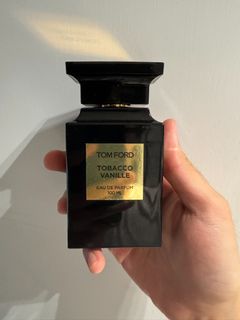 TOM FORD
TOBACCO
VANILLE
EAU DE PARFUM
100 ML